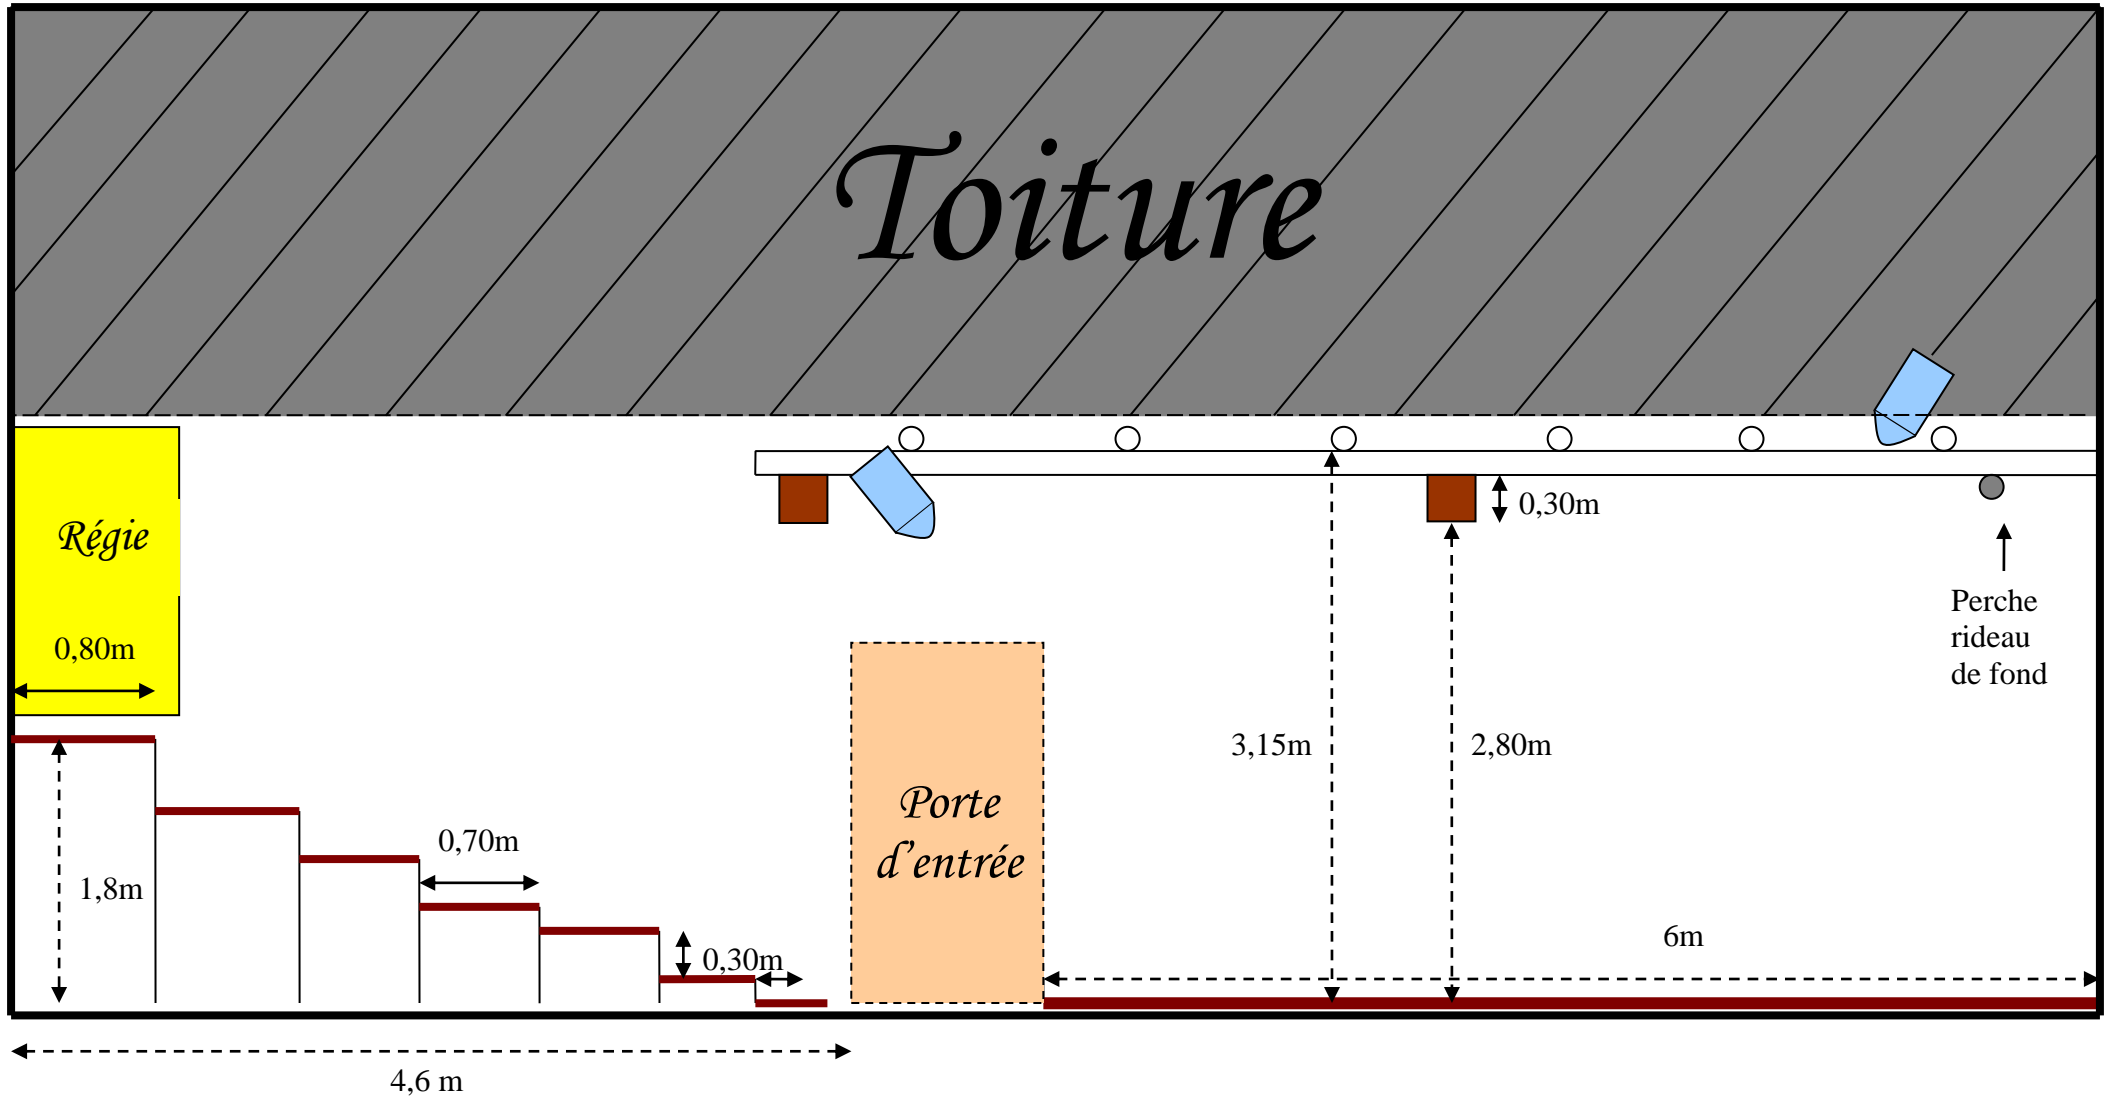 Toiture
Régie
0,80m
0,30m
Perche
rideau
de fond
3,15m
2,80m
Porte
d’entrée
0,70m
1,8m
0,30m
6m
4,6 m